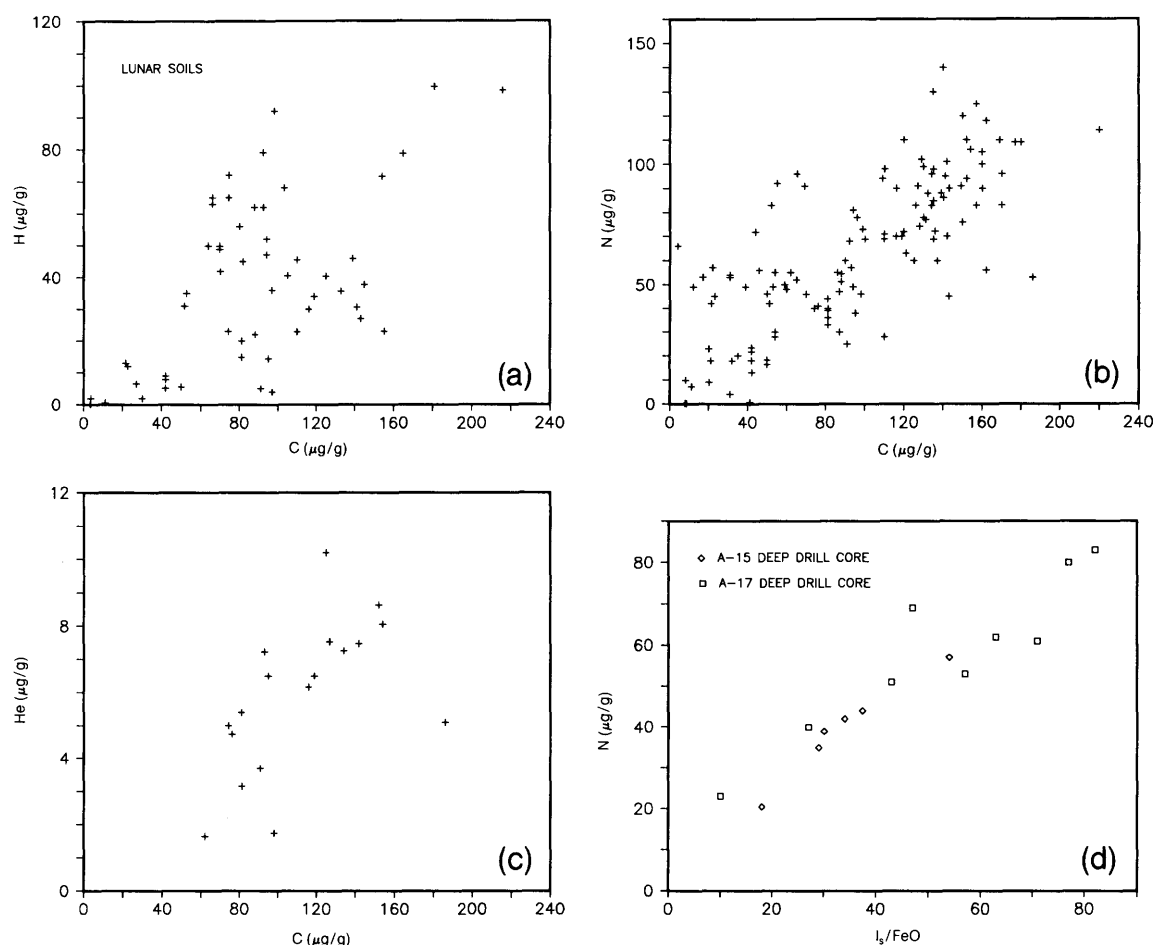 120
80
40
0
H (μg/g)
LUNAR SOILS
(a)
0 40 80 120 160 200 240
C (μg/g)
150
100
50
0
N (μg/g)
(b)
0 40 80 120 160 200 240
C (μg/g)
12
8
4
0
He (μg/g)
(c)
0 40 80 120 160 200 240
C (μg/g)
80
60
40
20
0
N (μg/g)
A-15 DEEP DRILL CORE
A-17 DEEP DRILL CORE
(d)
0 20 40 60 80
Is/FeO